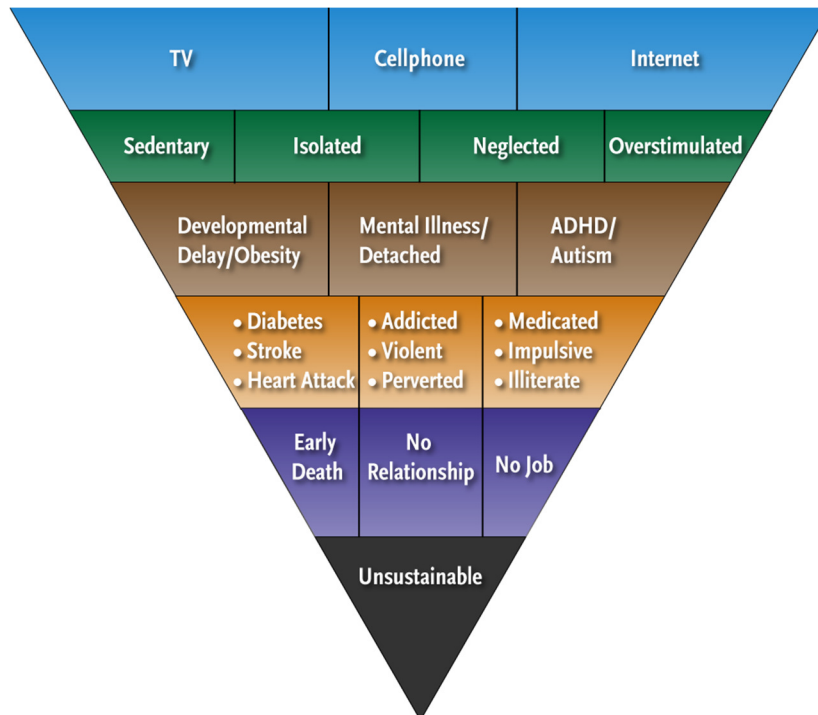 TV
Cellphone
Internet
Sedentary
Isolated
Neglected
Overstimulated
Developmental
Delay/Obesity
Mental Illness/
Detached
ADHD/
Autism
• Diabetes
• Stroke
• Heart Attack
• Addicted
• Violent
• Perverted
• Medicated
• Impulsive
• Illiterate
Early
Death
No
Relationship
No Job
Unsustainable